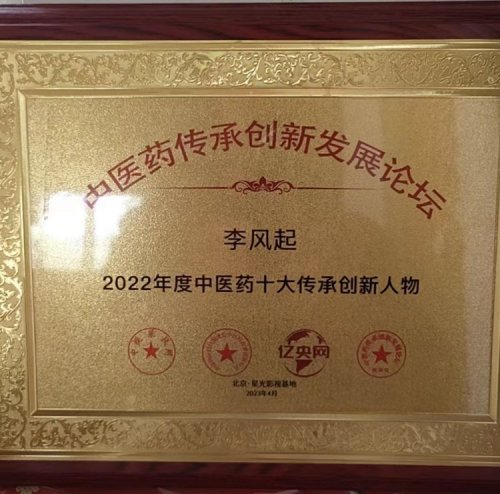 中医药传承创新发展论坛
李风起
2022年度中医药十大传承创新人物
亿央网
北京·星光影视基地
2023年4月